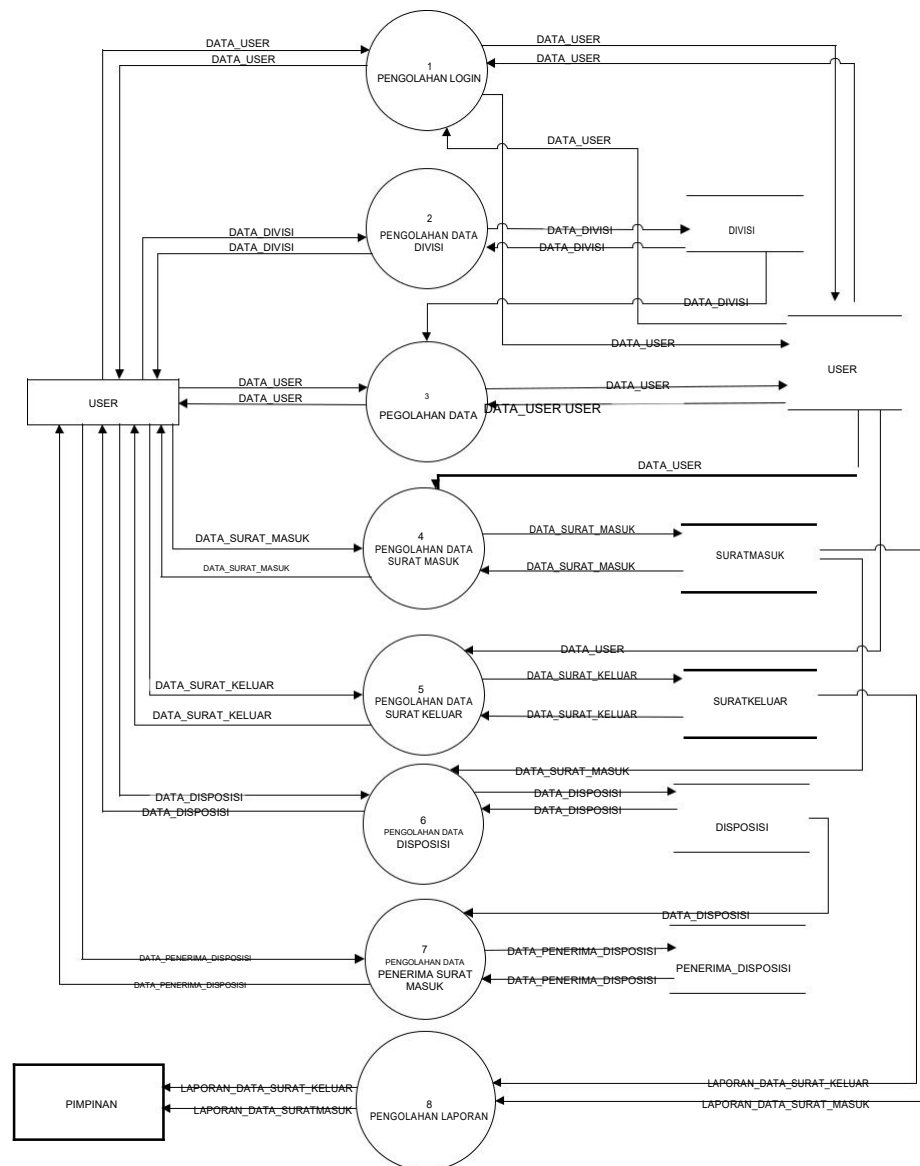 DATA_USER
DATA_USER
1
PENGOLAHAN LOGIN
DATA_USER
DATA_USER
DATA_USER
2
PENGOLAHAN DATA
DIVISI
DATA_DIVISI
DATA_DIVISI
DATA_DIVISI
DATA_DIVISI
DIVISI
DATA_DIVISI
DATA_USER
USER
USER
DATA_USER
DATA_USER
3
PEGOLAHAN DATA
DATA_USER
DATA_USER USER
DATA_USER
DATA_SURAT_MASUK
DATA_SURAT_MASUK
4
PENGOLAHAN DATA
SURAT MASUK
DATA_SURAT_MASUK
DATA_SURAT_MASUK
SURATMASUK
DATA_USER
DATA_SURAT_KELUAR
DATA_SURAT_KELUAR
5
PENGOLAHAN DATA
SURAT KELUAR
DATA_SURAT_KELUAR
DATA_SURAT_KELUAR
SURATKELUAR
DATA_SURAT_MASUK
DATA_DISPOSISI
DATA_DISPOSISI
6
PENGOLAHAN DATA
DISPOSISI
DATA_DISPOSISI
DATA_DISPOSISI
DISPOSISI
DATA_DISPOSISI
DATA_PENERIMA_DISPOSISI
DATA_PENERIMA_DISPOSISI
7
PENGOLAHAN DATA
PENERIMA SURAT
MASUK
DATA_PENERIMA_DISPOSISI
DATA_PENERIMA_DISPOSISI
PENERIMA_DISPOSISI
PIMPINAN
LAPORAN_DATA_SURAT_KELUAR
LAPORAN_DATA_SURATMASUK
8
PENGOLAHAN LAPORAN
LAPORAN_DATA_SURAT_KELUAR
LAPORAN_DATA_SURAT_MASUK